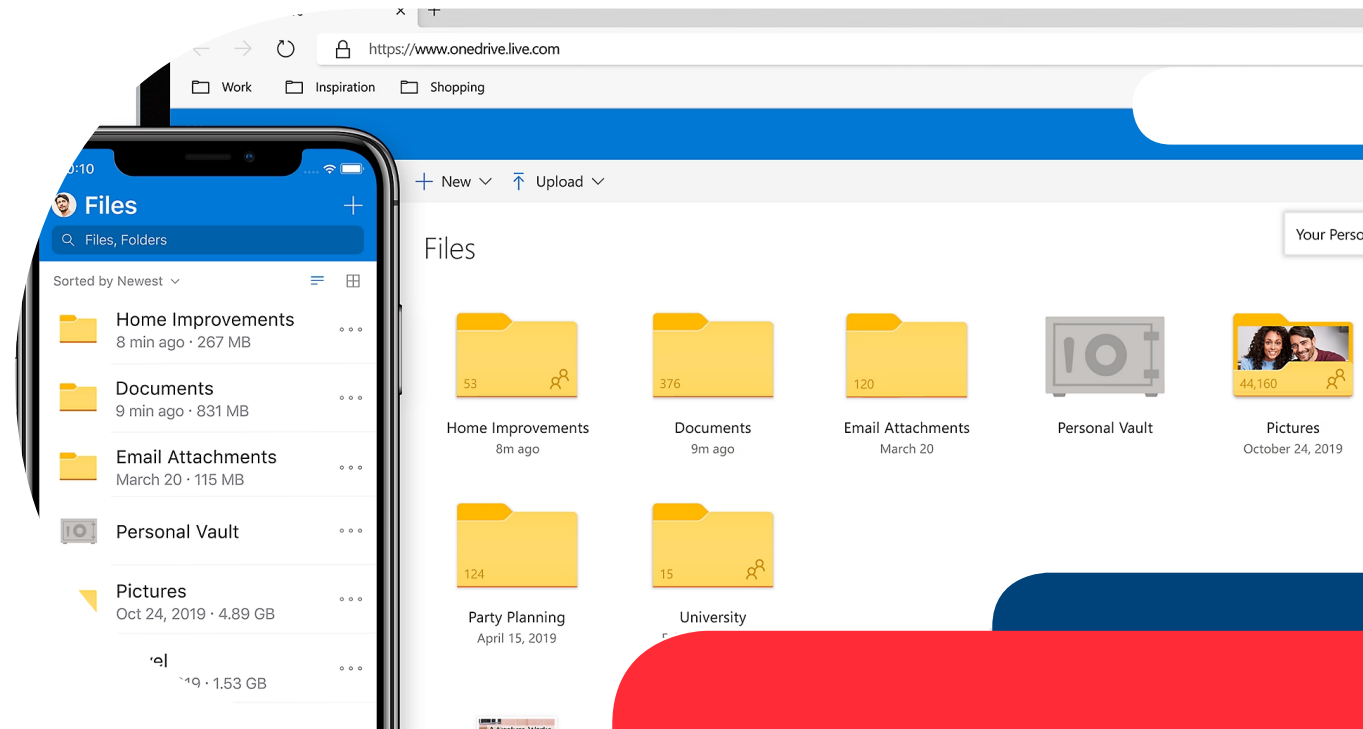 https://www.onedrive.live.com
Work
Inspiration
Shopping
:10
Files
Files, Folders
Sorted by Newest
Home Improvements
8 min ago · 267 MB
Documents
9 min ago · 831 MB
Email Attachments
March 20 · 115 MB
Personal Vault
Pictures
Oct 24, 2019 · 4.89 GB
19 · 1.53 GB
New
Upload
Files
Your Perso
53
376
120
44,160
Home Improvements
Documents
Email Attachments
Personal Vault
Pictures
8m ago
9m ago
March 20
October 24, 2019
124
15
Party Planning
University
April 15, 2019